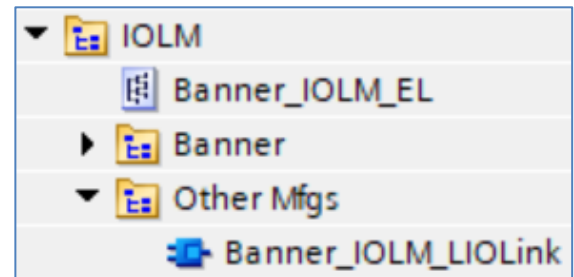 IOLM
Banner_IOLM_EL
Banner
Other Mfgs
Banner_IOLM_LIOLink